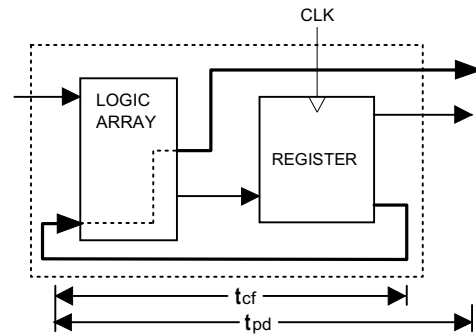 CLK
LOGIC
ARRAY
REGISTER
tcf
tpd